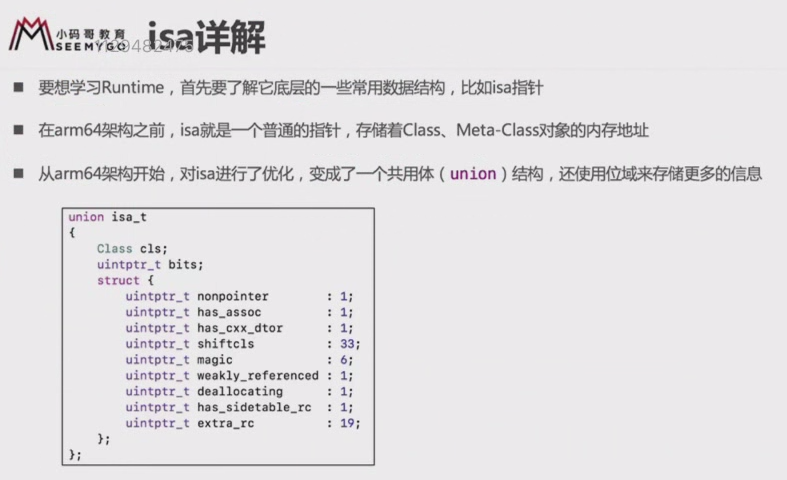 小码哥教育
SEEMYGO
1129482475
isa详解
■ 要想学习Runtime，首先要了解它底层的一些常用数据结构，比如isa指针
■ 在arm64架构之前，isa就是一个普通的指针，存储着Class、Meta-Class对象的内存地址
■ 从arm64架构开始，对isa进行了优化，变成了一个共用体（union）结构，还使用位域来存储更多的信息
union isa_t
{
    Class cls;
    uintptr_t bits;
    struct {
        uintptr_t nonpointer        : 1;
        uintptr_t has_assoc         : 1;
        uintptr_t has_cxx_dtor      : 1;
        uintptr_t shiftcls          : 33;
        uintptr_t magic             : 6;
        uintptr_t weakly_referenced : 1;
        uintptr_t deallocating      : 1;
        uintptr_t has_sidetable_rc  : 1;
        uintptr_t extra_rc          : 19;
    };
};